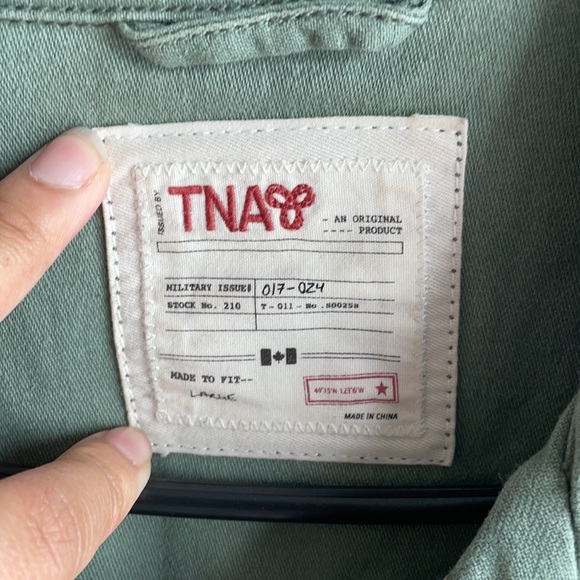 ISSUED BY
TNA
- AN ORIGINAL
---- PRODUCT
MILITARY ISSUE# 017-024
STOCK No. 210 T-011-No.S0025B
MADE TO FIT--
LARGE
49°15'N 123°6'W
MADE IN CHINA